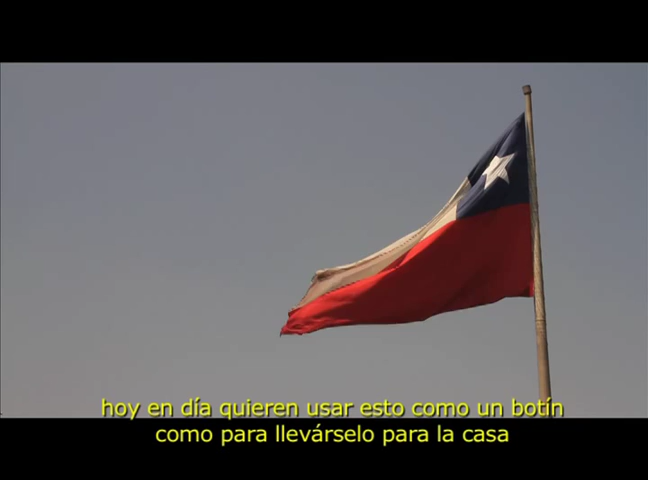 hoy en día quieren usar esto como un botín
como para llevárselo para la casa